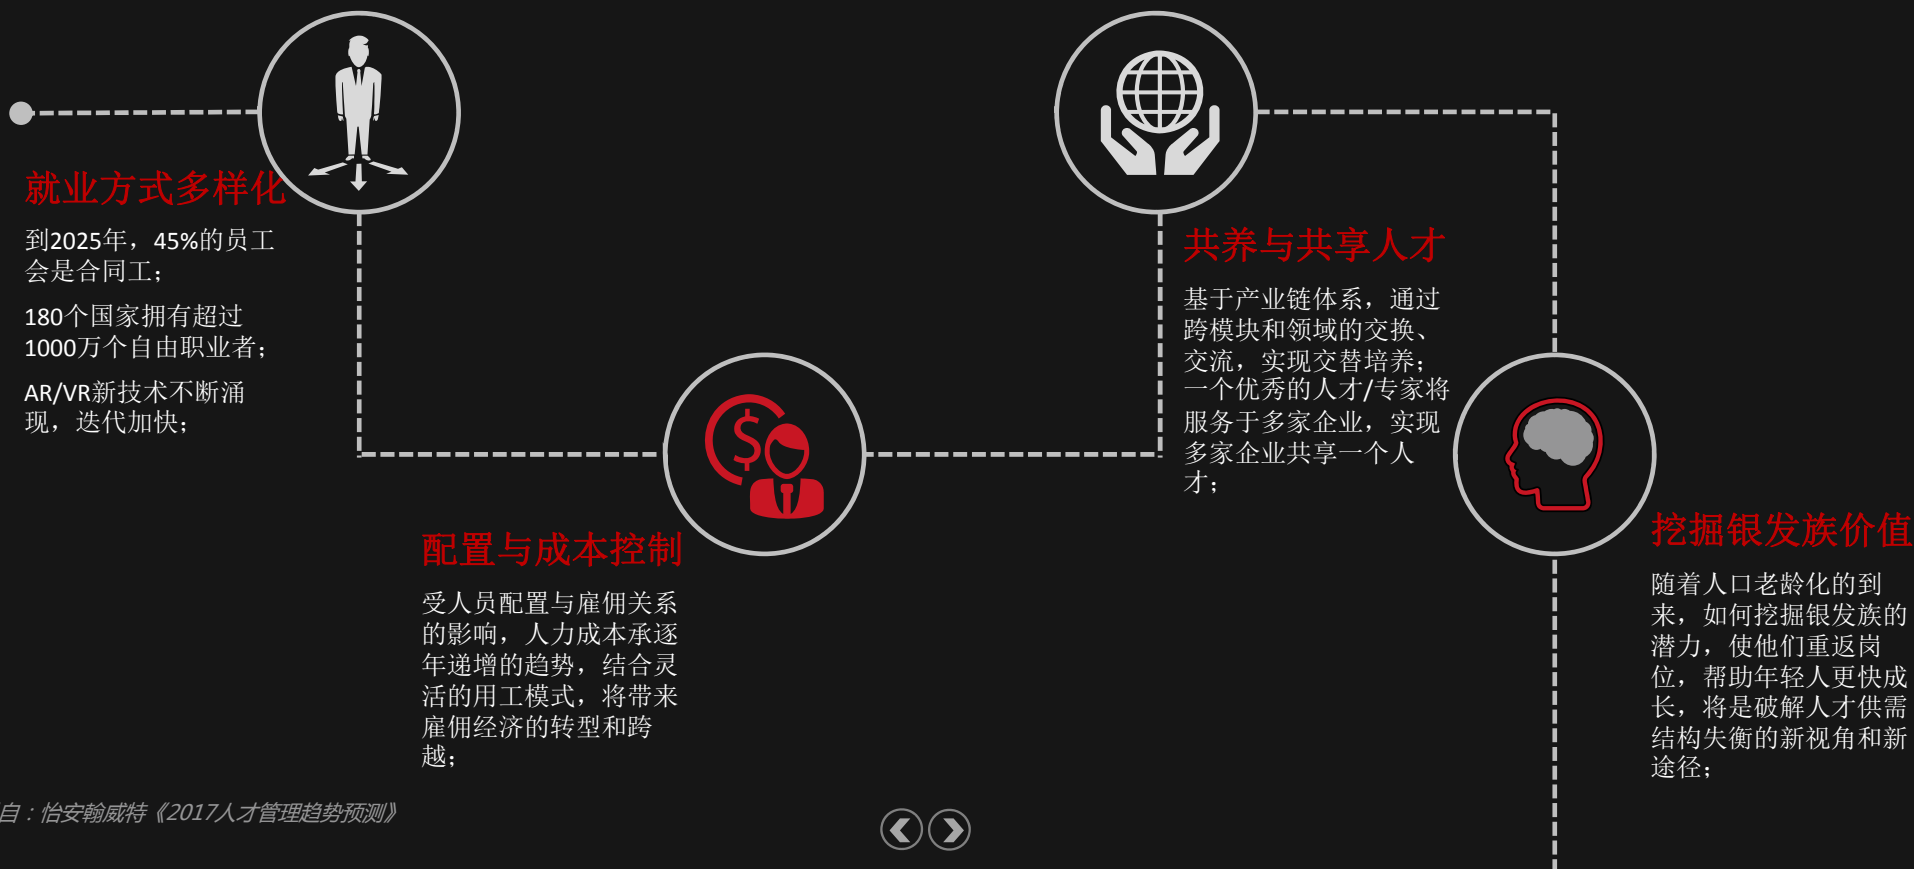 就业方式多样化
到2025年，45%的员工
会是合同工；
180个国家拥有超过
1000万个自由职业者；
AR/VR新技术不断涌
现，迭代加快；
配置与成本控制
受人员配置与雇佣关系
的影响，人力成本承逐
年递增的趋势，结合灵
活的用工模式，将带来
雇佣经济的转型和跨
越；
共养与共享人才
基于产业链体系，通过
跨模块和领域的交换、
交流，实现交替培养；
一个优秀的人才/专家将
服务于多家企业，实现
多家企业共享一个人
才；
挖掘银发族价值
随着人口老龄化的到
来，如何挖掘银发族的
潜力，使他们重返岗
位，帮助年轻人更快成
长，将是破解人才供需
结构失衡的新视角和新
途径；
自：怡安翰威特《2017人才管理趋势预测》